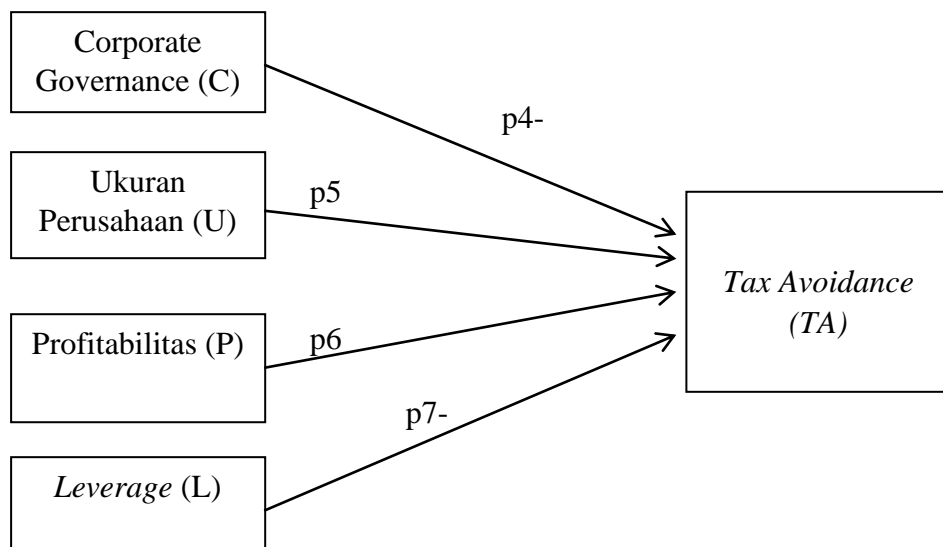 Corporate
Governance (C)
p4-
Ukuran
Perusahaan (U)
p5
Tax Avoidance
(TA)
Profitabilitas (P)
p6
p7-
Leverage (L)